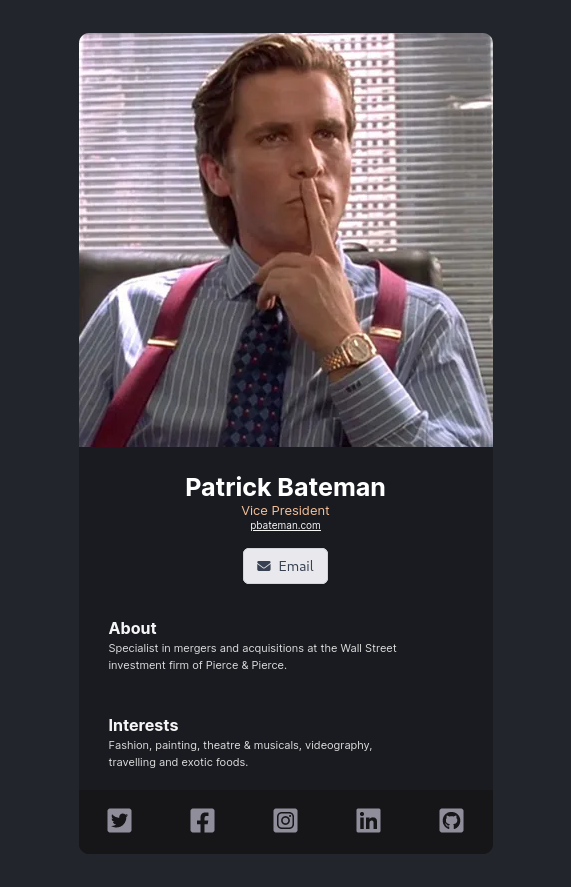 Patrick Bateman
Vice President
pbateman.com
Email
About
Specialist in mergers and acquisitions at the Wall Street
investment firm of Pierce & Pierce.
Interests
Fashion, painting, theatre & musicals, videography,
travelling and exotic foods.